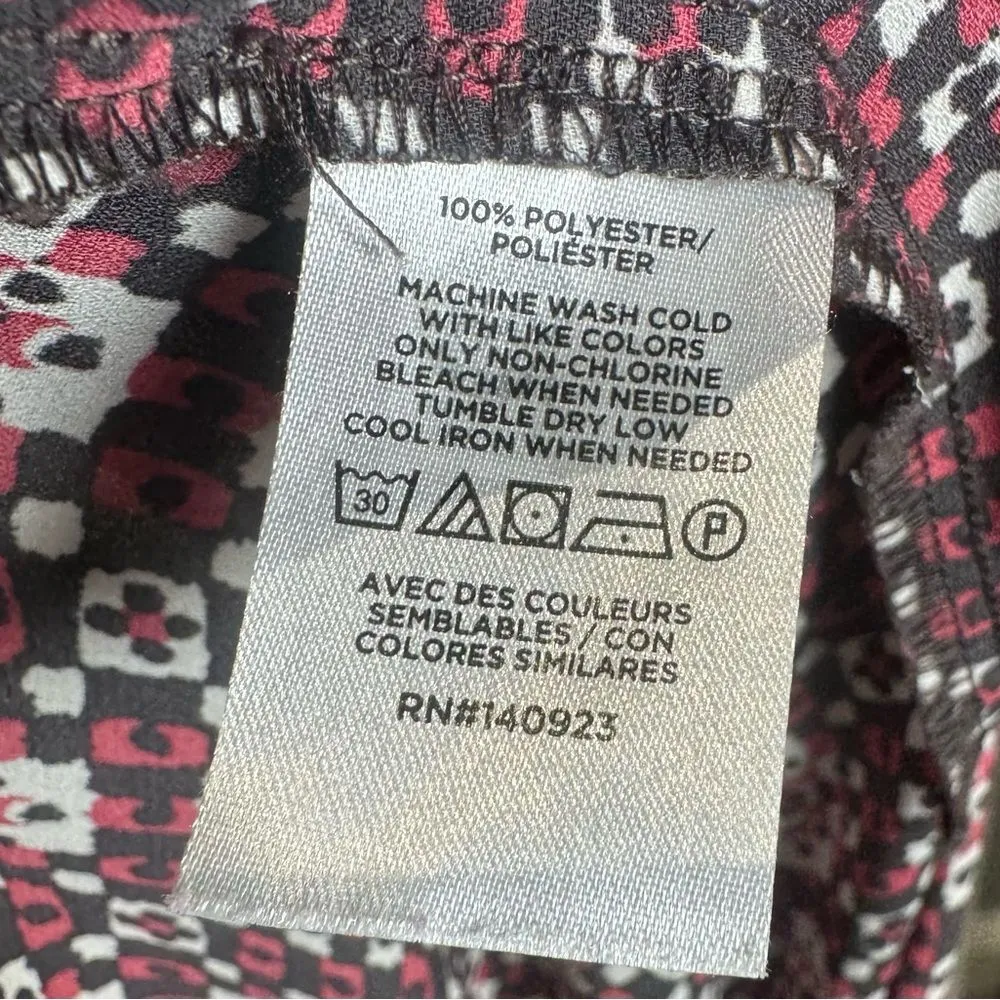 100% POLYESTER/
POLIÉSTER
MACHINE WASH COLD
WITH LIKE COLORS
ONLY NON-CHLORINE
BLEACH WHEN NEEDED
TUMBLE DRY LOW
COOL IRON WHEN NEEDED
30 P
AVEC DES COULEURS
SEMBLABLES / CON
COLORES SIMILARES
RN#140923